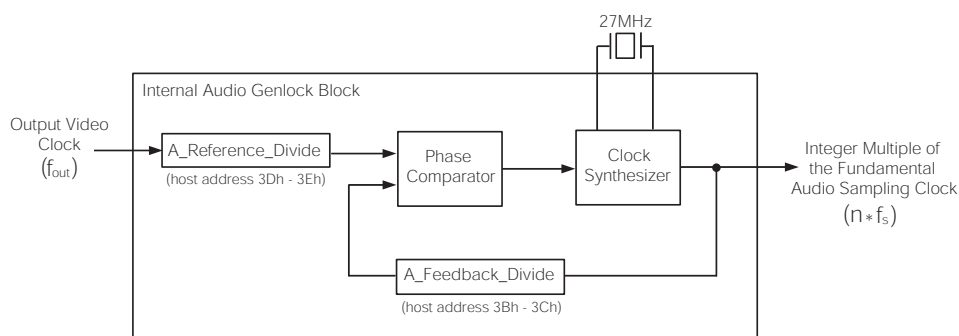 27MHz
Internal Audio Genlock Block
Output Video
Clock
(fout)
A_Reference_Divide
(host address 3Dh - 3Eh)
Phase
Comparator
Clock
Synthesizer
Integer Multiple of
the Fundamental
Audio Sampling Clock
(n*fs)
A_Feedback_Divide
(host address 3Bh - 3Ch)